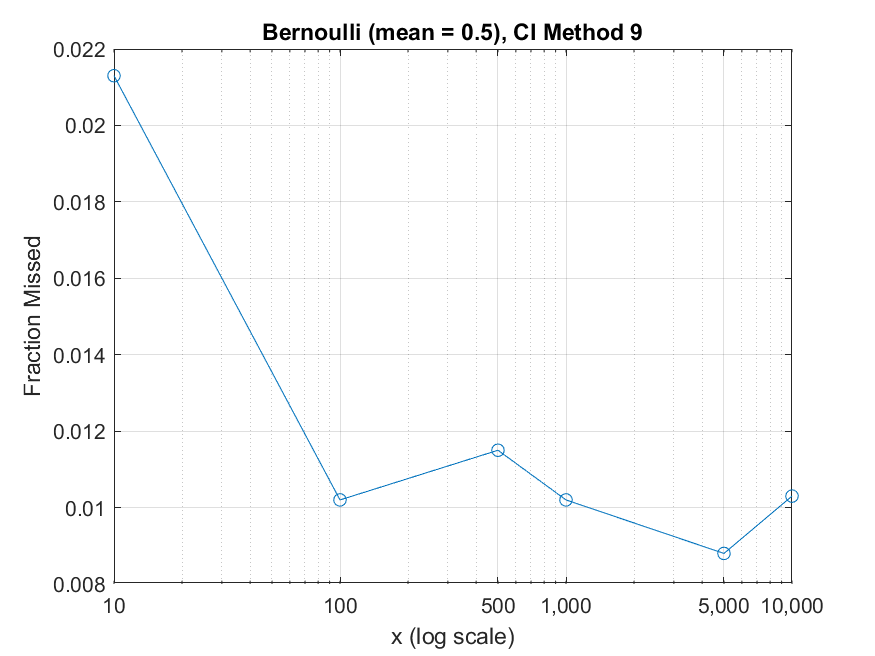 Bernoulli (mean = 0.5), CI Method 9
0.022
0.02
0.018
0.016
0.014
0.012
0.01
0.008
Fraction Missed
10 100 500 1,000 5,000 10,000
x (log scale)